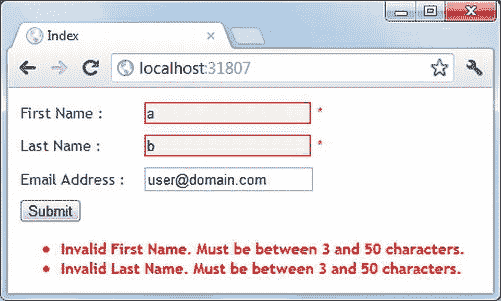 Index
localhost:31807
First Name : a *
Last Name : b *
Email Address : user@domain.com
Submit
• Invalid First Name. Must be between 3 and 50 characters.
• Invalid Last Name. Must be between 3 and 50 characters.